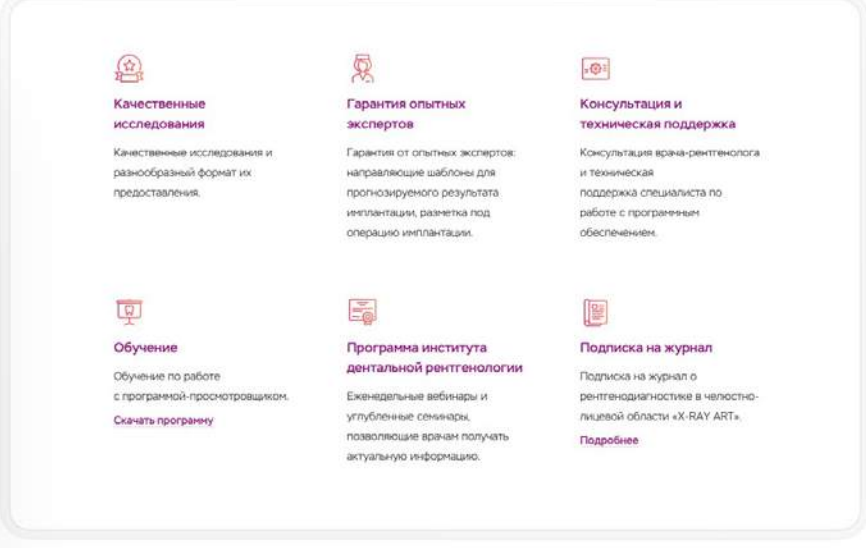 Качественные
исследования
Качественные исследования и
разнообразный формат их
предоставления.
Гарантия опытных
экспертов
Гарантия от опытных экспертов:
направляющие шаблоны для
прогнозируемого результата
имплантации, разметка под
операцию имплантации.
Консультация и
техническая поддержка
Консультация врача-рентгенолога
и техническая
поддержка специалиста по
работе с программным
обеспечением.
Обучение
Обучение по работе
с программой-просмотровщиком.
Скачать программу
Программа института
дентальной рентгенологии
Еженедельные вебинары и
углубленные семинары,
позволяющие врачам получать
актуальную информацию.
Подписка на журнал
Подписка на журнал о
рентгенодиагностике в челюстно-
лицевой области «X-RAY ART».
Подробнее